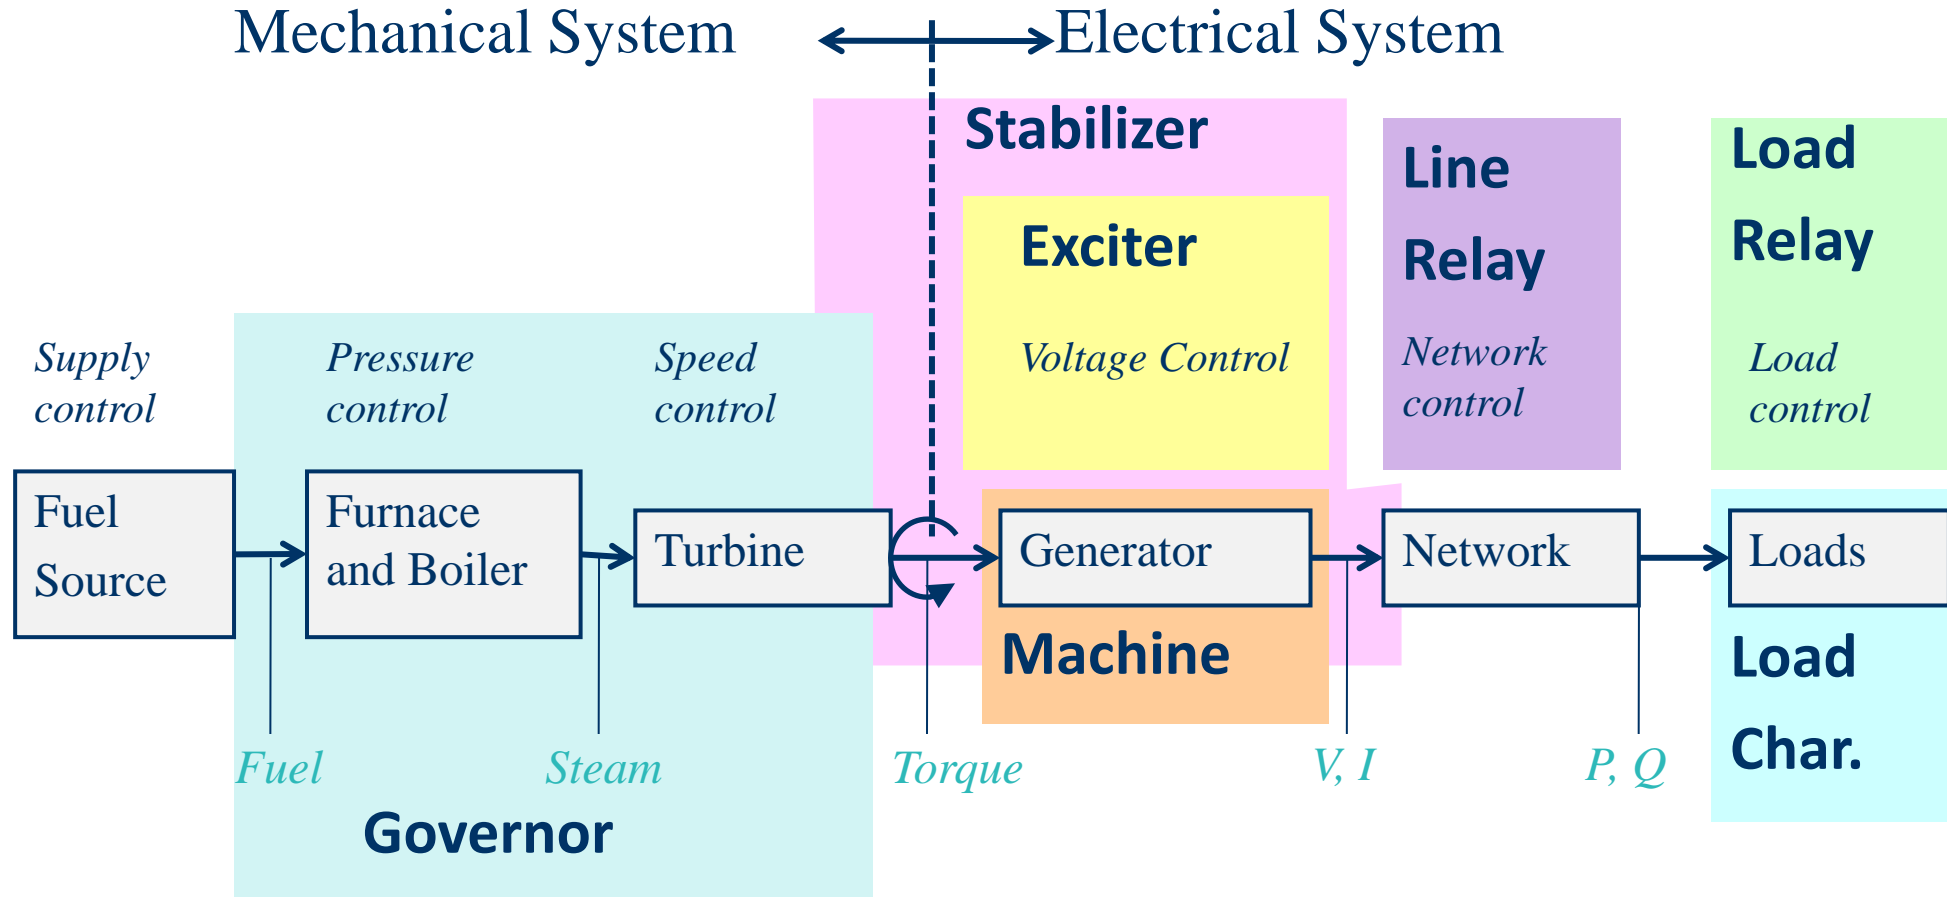 Mechanical System
Electrical System
Stabilizer
Exciter
Voltage Control
Line
Relay
Network
control
Load
Relay
Load
control
Supply
control
Pressure
control
Speed
control
Fuel
Source
Furnace
and Boiler
Turbine
Generator
Network
Loads
Machine
Load
Char.
Fuel
Steam
Torque
V, I
P, Q
Governor